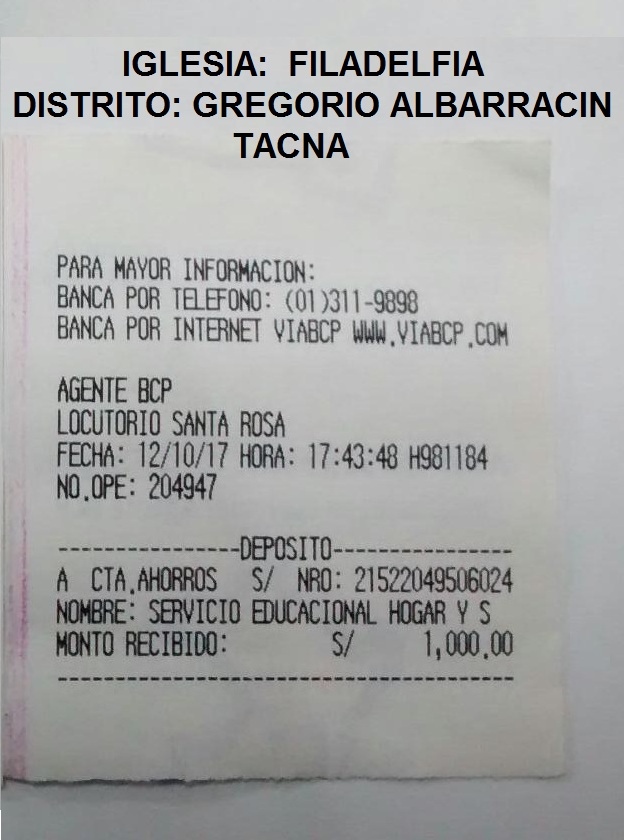 IGLESIA: FILADELFIA
DISTRITO: GREGORIO ALBARRACIN
TACNA
PARA MAYOR INFORMACION:
BANCA POR TELEFONO: (01)311-9898
BANCA POR INTERNET VIABCP WWW.VIABCP.COM
AGENTE BCP
LOCUTORIO SANTA ROSA
FECHA: 12/10/17 HORA: 17:43:48 H981184
NO.OPE: 204947
----------------DEPOSITO----------------
A CTA.AHORROS S/ NRO: 21522049506024
NOMBRE: SERVICIO EDUCACIONAL HOGAR Y S
MONTO RECIBIDO: S/ 1,000.00
----------------------------------------